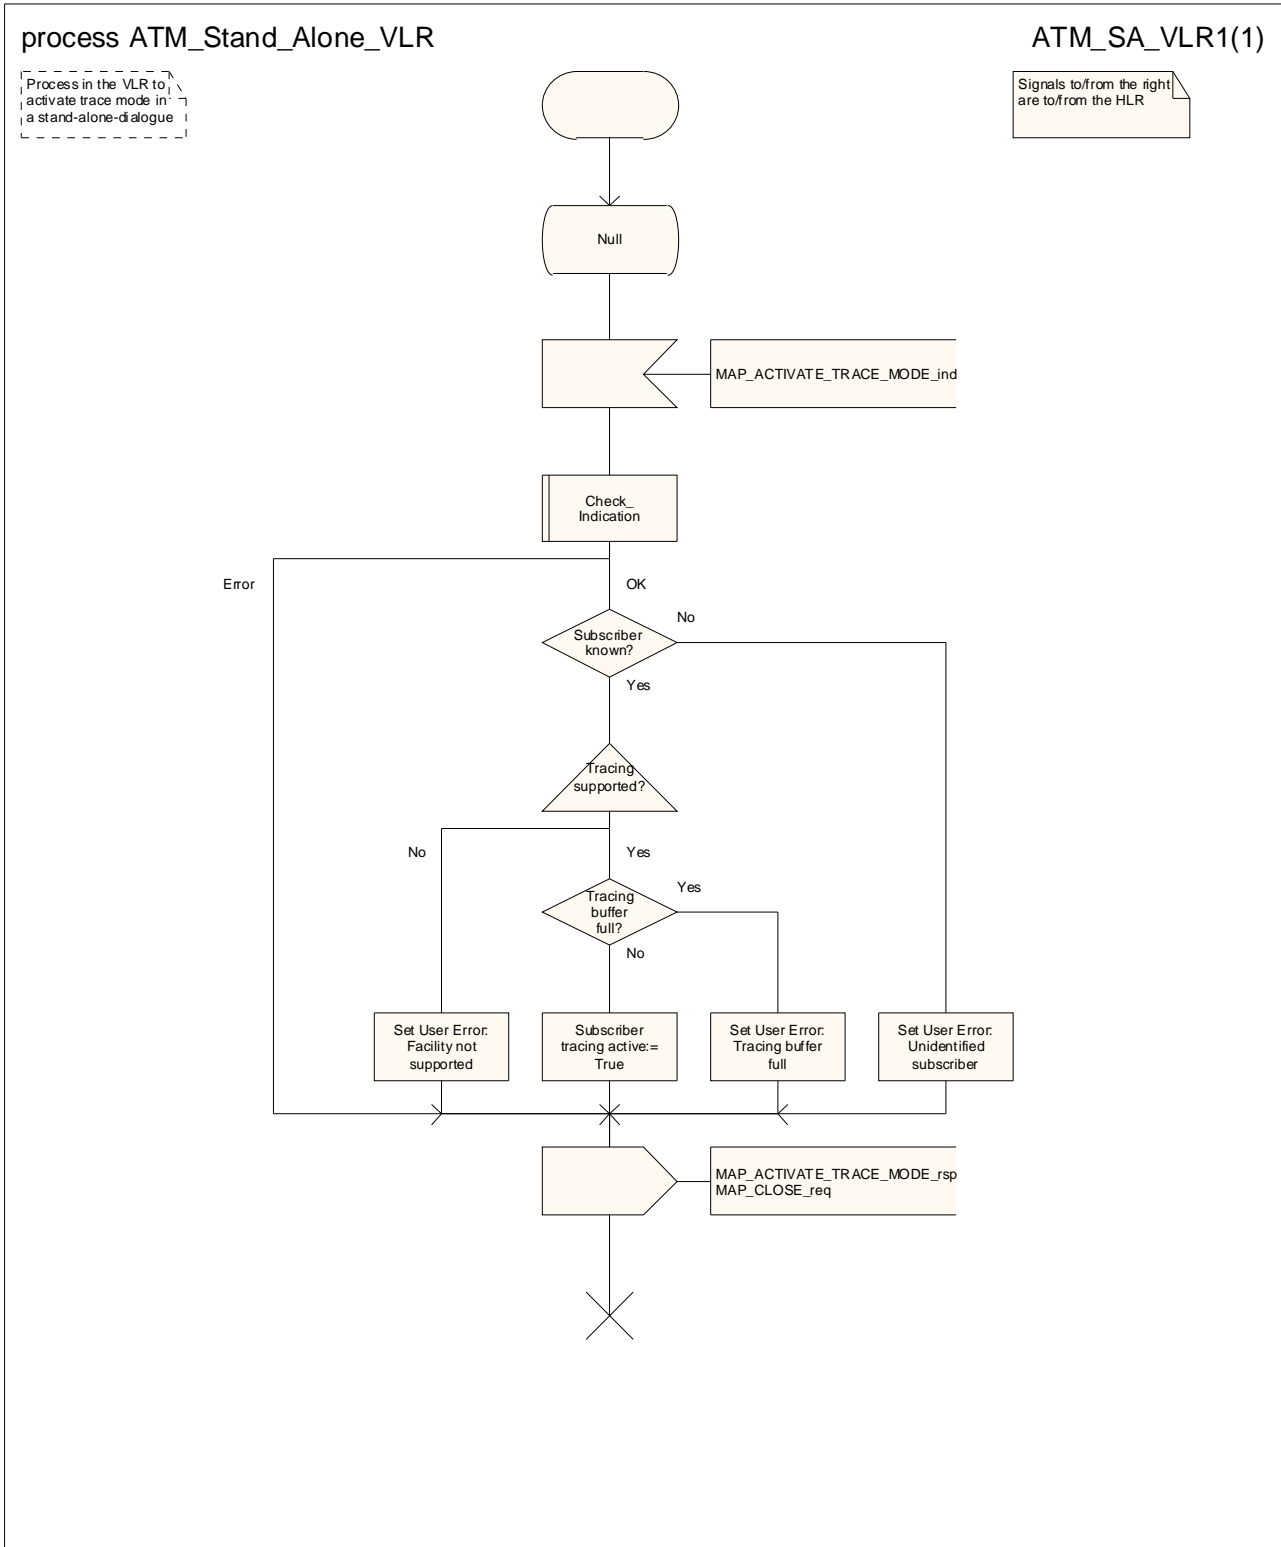 process ATM_Stand_Alone_VLR
ATM_SA_VLR1(1)
Process in the VLR to
activate trace mode in
a stand-alone-dialogue
Signals to/from the right
are to/from the HLR
Null
MAP_ACTIVATE_TRACE_MODE_ind
Check_
Indication
Error
OK
No
Subscriber
known?
Yes
Tracing
supported?
No
Yes
Yes
Tracing
buffer
full?
No
Set User Error:
Facility not
supported
Subscriber
tracing active:=
True
Set User Error:
Tracing buffer
full
Set User Error:
Unidentified
subscriber
MAP_ACTIVATE_TRACE_MODE_rsp
MAP_CLOSE_req